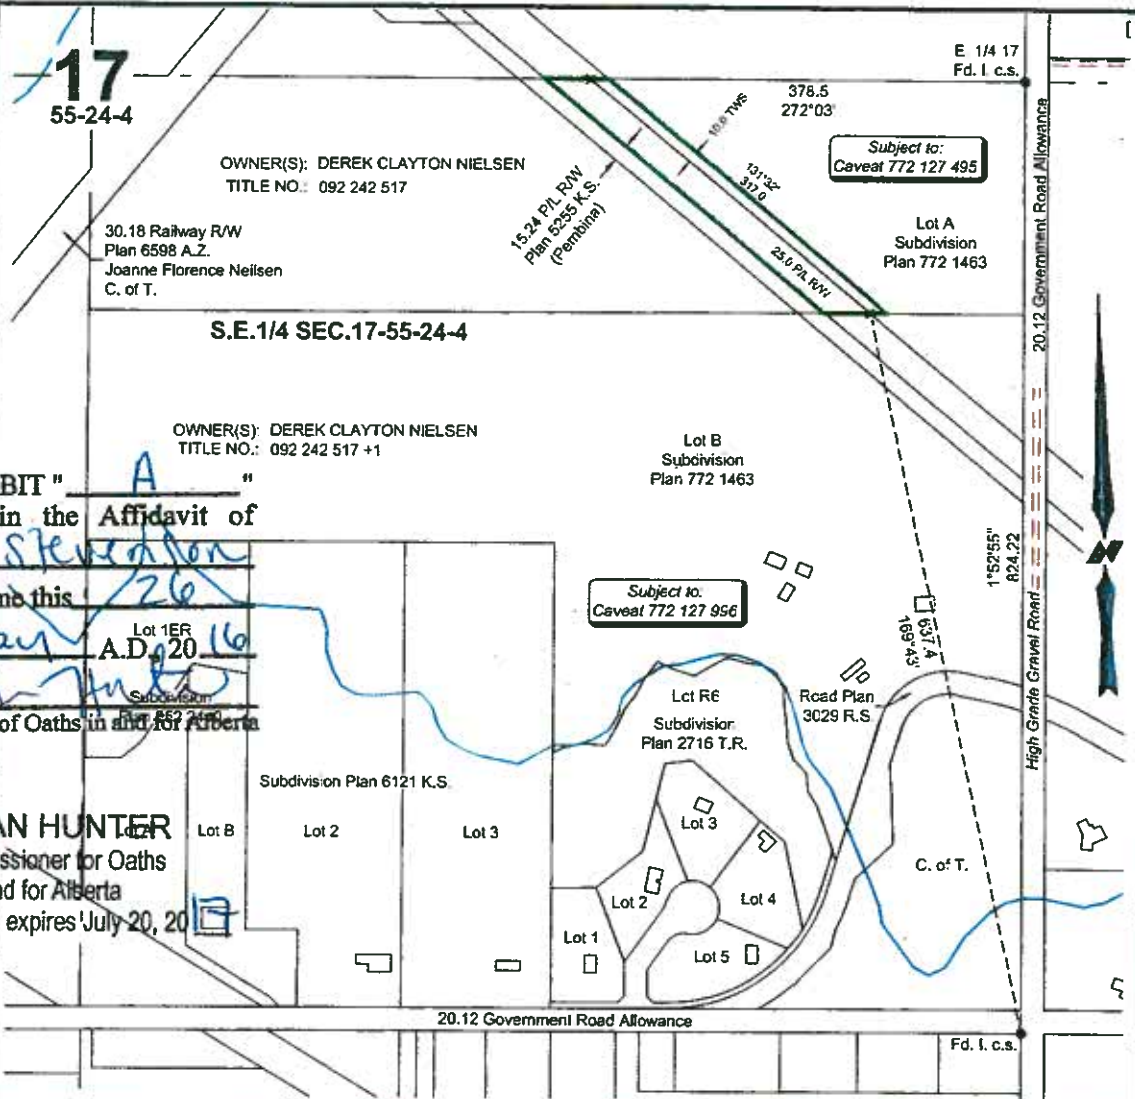 17
55-24-4
E 1/4 17
Fd. I. c.s.
378.5
272°03'
10.0 TWS
OWNER(S): DEREK CLAYTON NIELSEN
TITLE NO.: 092 242 517
Subject to:
Caveat 772 127 495
131°32'
317.0
15.24 P/L R/W
Plan 5255 K.S.
(Pembina)
25.0 P/L R/W
Lot A
Subdivision
Plan 772 1463
30.18 Railway R/W
Plan 6598 A.Z.
Joanne Florence Neilsen
C. of T.
20.12 Government Road Allowance
S.E.1/4 SEC.17-55-24-4
OWNER(S): DEREK CLAYTON NIELSEN
TITLE NO.: 092 242 517 +1
Lot B
Subdivision
Plan 772 1463
BIT " A "
in the Affidavit of
Stevenson
me this 26
A.D. 20 16
of Oaths in and for Alberta
Lot 1ER
Subdivision
Subject to:
Caveat 772 127 996
1°52'55"
824.22
637.4
169°43'
High Grade Gravel Road
Lot R6
Subdivision
Plan 2716 T.R.
Road Plan
3029 R.S.
Subdivision Plan 6121 K.S.
AN HUNTER
ssioner for Oaths
nd for Alberta
expires July 20, 20 17
Lot B
Lot 2
Lot 3
Lot 3
Lot 2
Lot 4
Lot 1
Lot 5
C. of T.
20.12 Government Road Allowance
Fd. I. c.s.
N